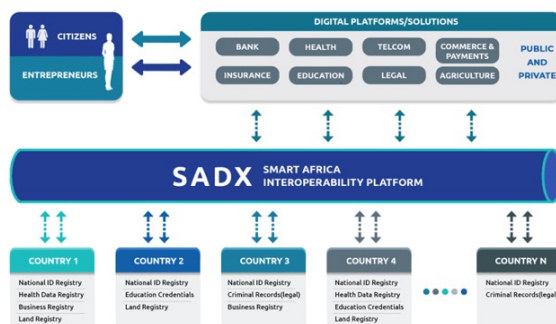 DIGITAL PLATFORMS/SOLUTIONS
CITIZENS
ENTREPRENEURS
BANK
HEALTH
TELCOM
COMMERCE &
PAYMENTS
INSURANCE
EDUCATION
LEGAL
AGRICULTURE
PUBLIC
AND
PRIVATE
SADX
SMART AFRICA
INTEROPERABILITY PLATFORM
COUNTRY 1
National ID Registry
Health Data Registry
Business Registry
Land Registry
COUNTRY 2
National ID Registry
Education Credentials
Land Registry
COUNTRY 3
National ID Registry
Criminal Records(legal)
Business Registry
COUNTRY 4
National ID Registry
Health Data Registry
Education Credentials
Land Registry
COUNTRY N
National ID Registry
Criminal Records(legal)